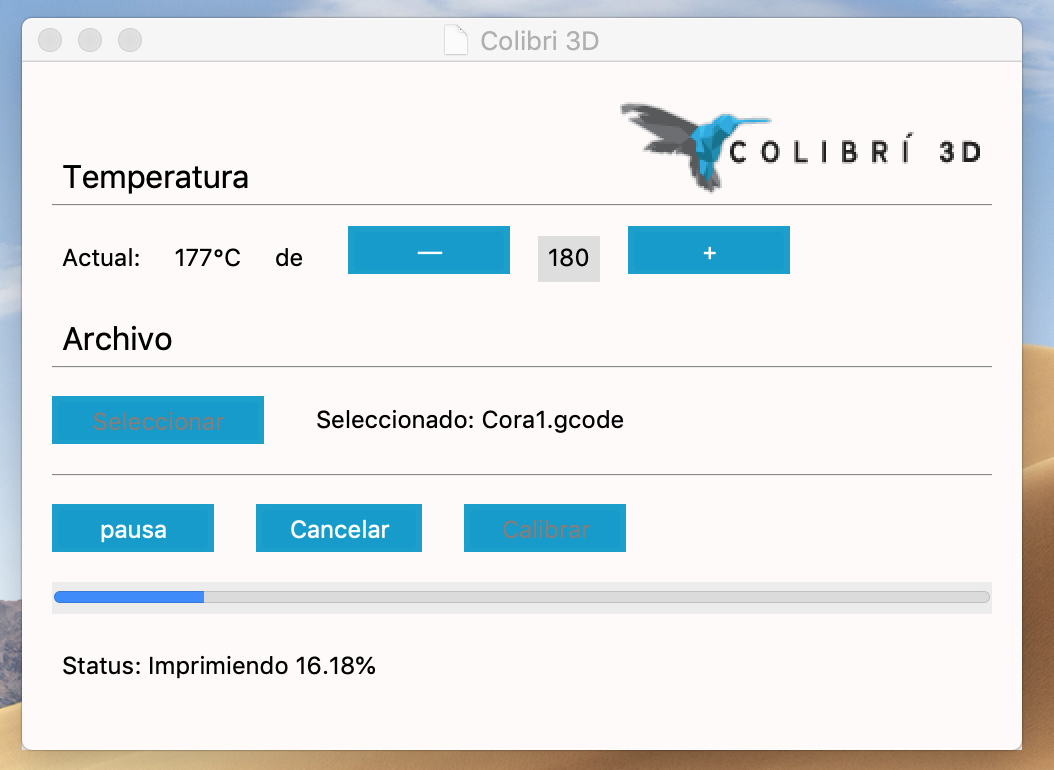 Colibri 3D
COLIBRÍ 3D
Temperatura
Actual: 177°C de — 180 +
Archivo
Seleccionar Seleccionado: Cora1.gcode
pausa Cancelar Calibrar
Status: Imprimiendo 16.18%